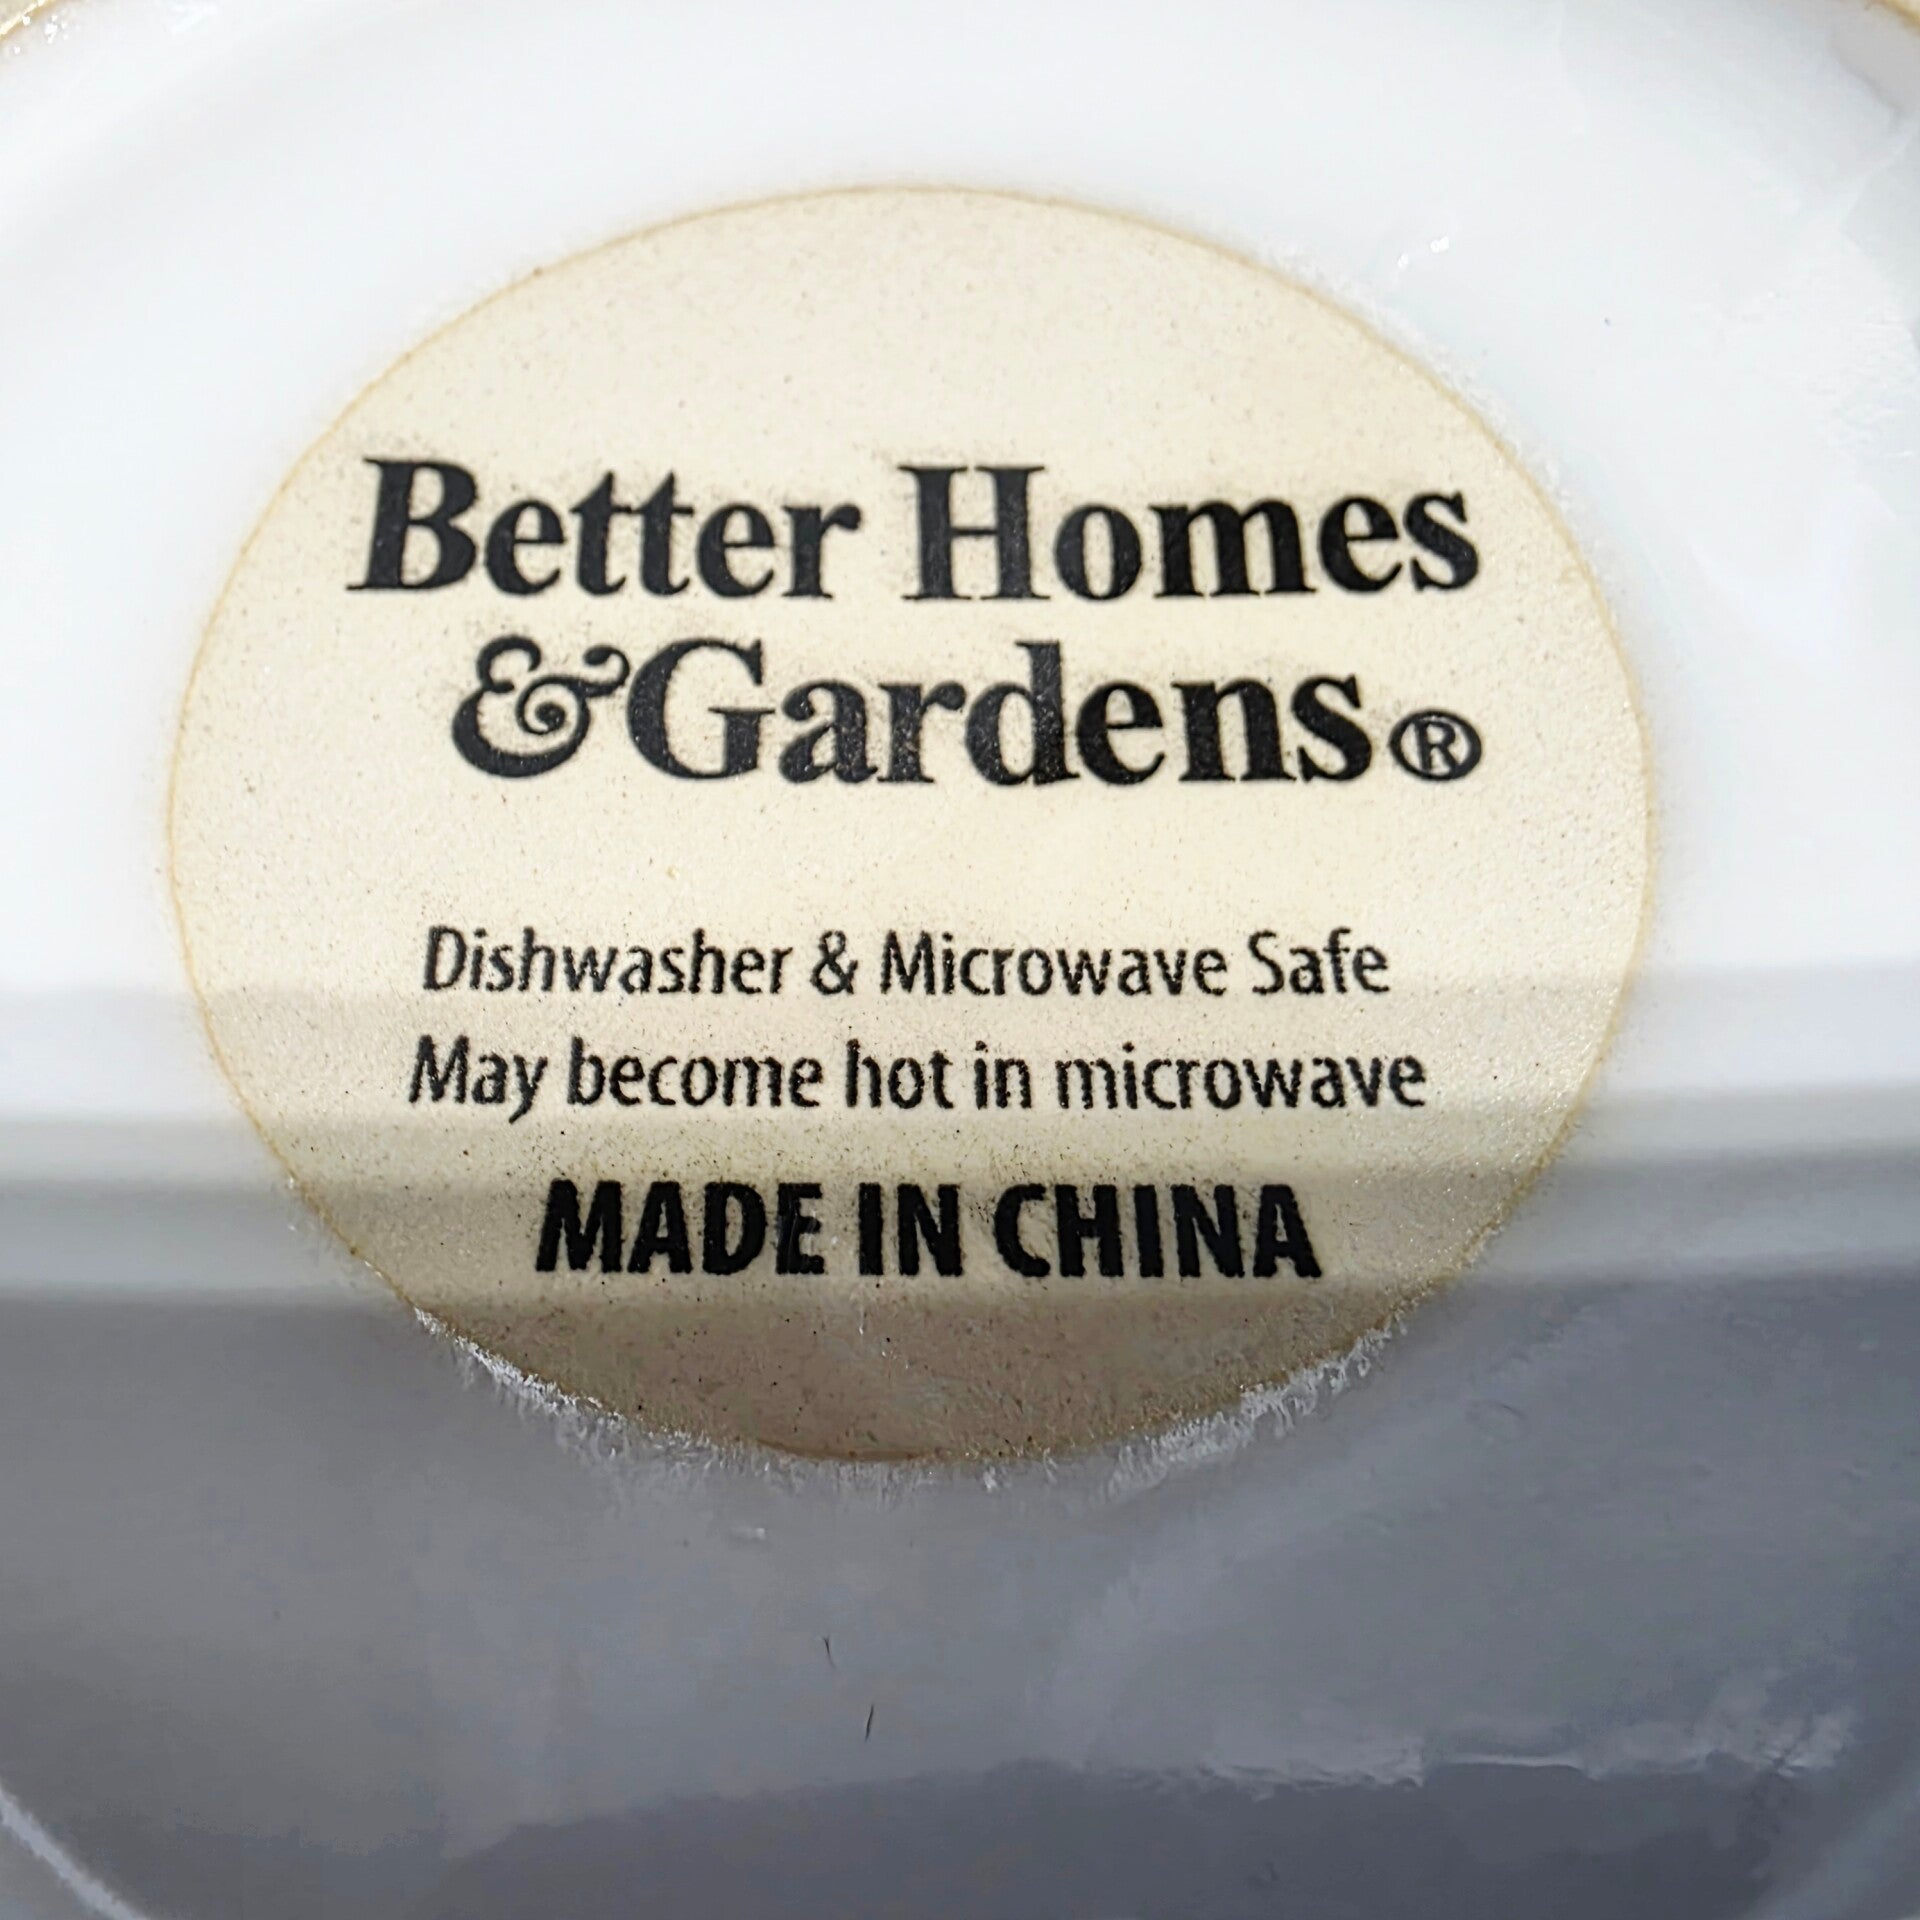 Better Homes
&Gardens®
Dishwasher & Microwave Safe
May become hot in microwave
MADE IN CHINA